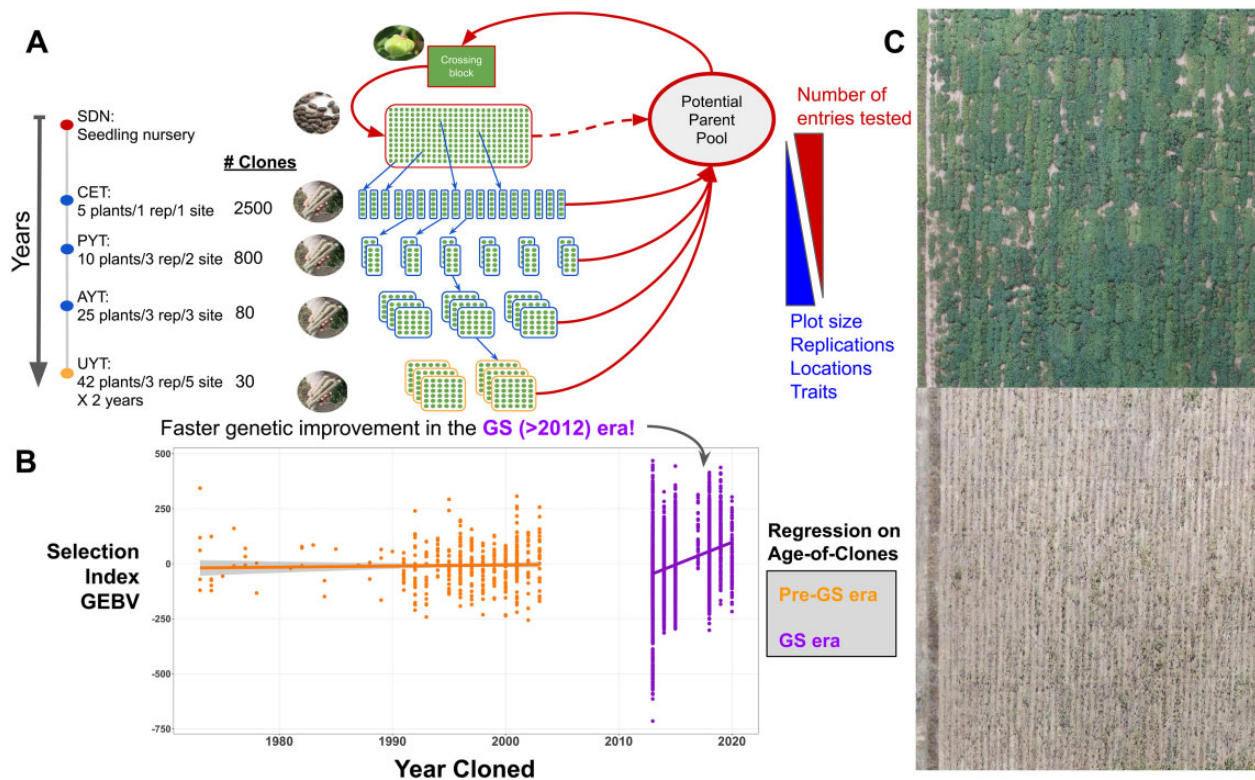 A
Crossing
block
SDN:
Seedling nursery
# Clones
CET:
5 plants/1 rep/1 site
2500
PYT:
10 plants/3 rep/2 site
800
AYT:
25 plants/3 rep/3 site
80
UYT:
42 plants/3 rep/5 site
X 2 years
30
Years
Potential
Parent
Pool
Number of
entries tested
Plot size
Replications
Locations
Traits
C
Faster genetic improvement in the GS (>2012) era!
B
Selection
Index
GEBV
500
250
0
-250
-500
-750
1980
1990
2000
2010
2020
Year Cloned
Regression on
Age-of-Clones
Pre-GS era
GS era